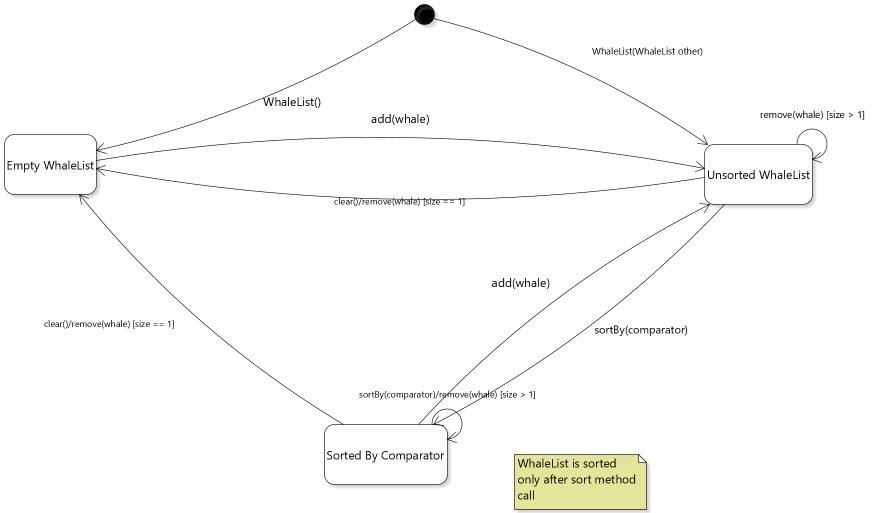 WhaleList(WhaleList other)
WhaleList()
add(whale)
remove(whale) [size > 1]
Empty WhaleList
Unsorted WhaleList
clear()/remove(whale) [size == 1]
add(whale)
clear()/remove(whale) [size == 1]
sortBy(comparator)
sortBy(comparator)/remove(whale) [size > 1]
Sorted By Comparator
WhaleList is sorted
only after sort method
call